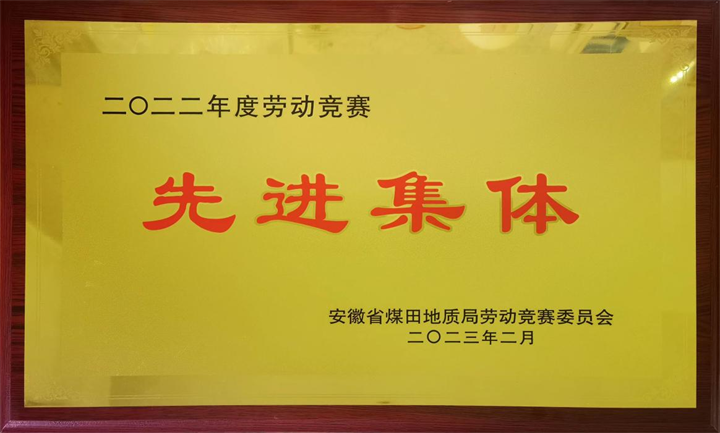 二〇二二年度劳动竞赛
先进集体
安徽省煤田地质局劳动竞赛委员会
二〇二三年二月